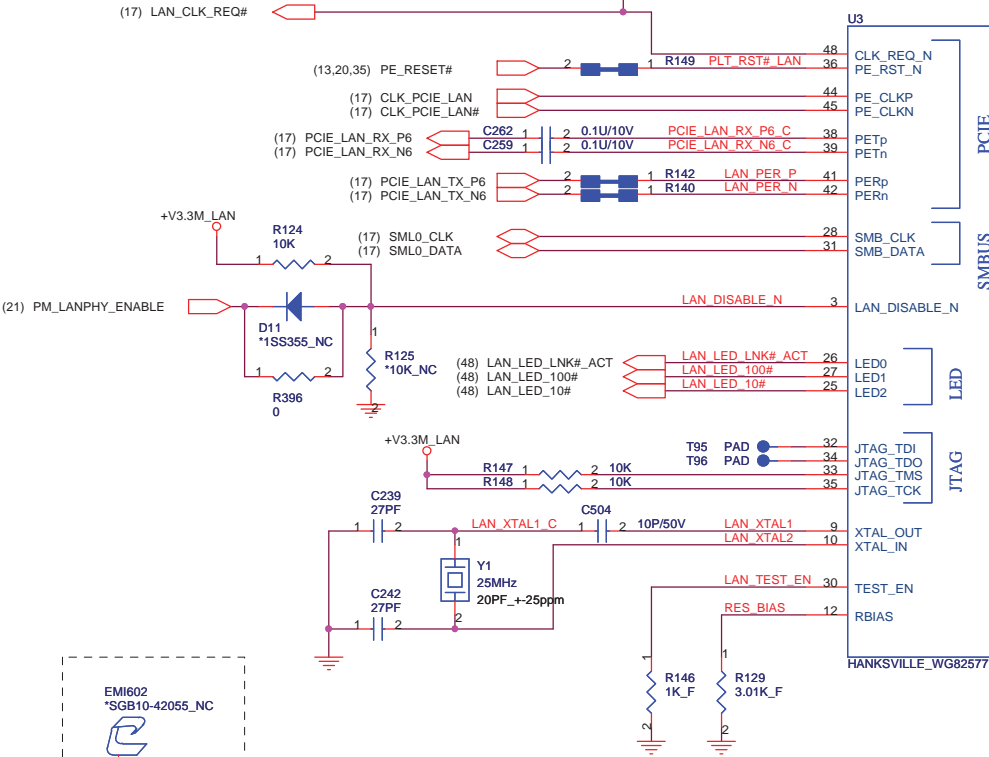 (17) LAN_CLK_REQ#
U3
48 CLK_REQ_N
(13,20,35) PE_RESET# 2 1 R149 PLT_RST#_LAN 36 PE_RST_N
(17) CLK_PCIE_LAN 44 PE_CLKP
(17) CLK_PCIE_LAN# 45 PE_CLKN
PCIE
(17) PCIE_LAN_RX_P6 C262 1 2 0.1U/10V PCIE_LAN_RX_P6_C 38 PETp
(17) PCIE_LAN_RX_N6 C259 1 2 0.1U/10V PCIE_LAN_RX_N6_C 39 PETn
(17) PCIE_LAN_TX_P6 2 1 R142 LAN_PER_P 41 PERp
(17) PCIE_LAN_TX_N6 2 1 R140 LAN_PER_N 42 PERn
+V3.3M_LAN
R124
10K
1 2
(17) SML0_CLK 28 SMB_CLK
(17) SML0_DATA 31 SMB_DATA
SMBUS
(21) PM_LANPHY_ENABLE LAN_DISABLE_N 3 LAN_DISABLE_N
D11
*1SS355_NC
1 2
R396
0
1
R125
*10K_NC
2
(48) LAN_LED_LNK#_ACT LAN_LED_LNK#_ACT 26 LED0
(48) LAN_LED_100# LAN_LED_100# 27 LED1
(48) LAN_LED_10# LAN_LED_10# 25 LED2
LED
+V3.3M_LAN
T95 PAD 32 JTAG_TDI
T96 PAD 34 JTAG_TDO
R147 1 2 10K 33 JTAG_TMS
R148 1 2 10K 35 JTAG_TCK
JTAG
C239
27PF
1 2
LAN_XTAL1_C
C504
1 2 10P/50V LAN_XTAL1 9 XTAL_OUT
LAN_XTAL2 10 XTAL_IN
1
Y1
25MHz
20PF_+-25ppm
2
C242
27PF
1 2
LAN_TEST_EN 30 TEST_EN
RES_BIAS 12 RBIAS
HANKSVILLE_WG82577
1
R146
1K_F
2
1
R129
3.01K_F
2
EMI602
*SGB10-42055_NC